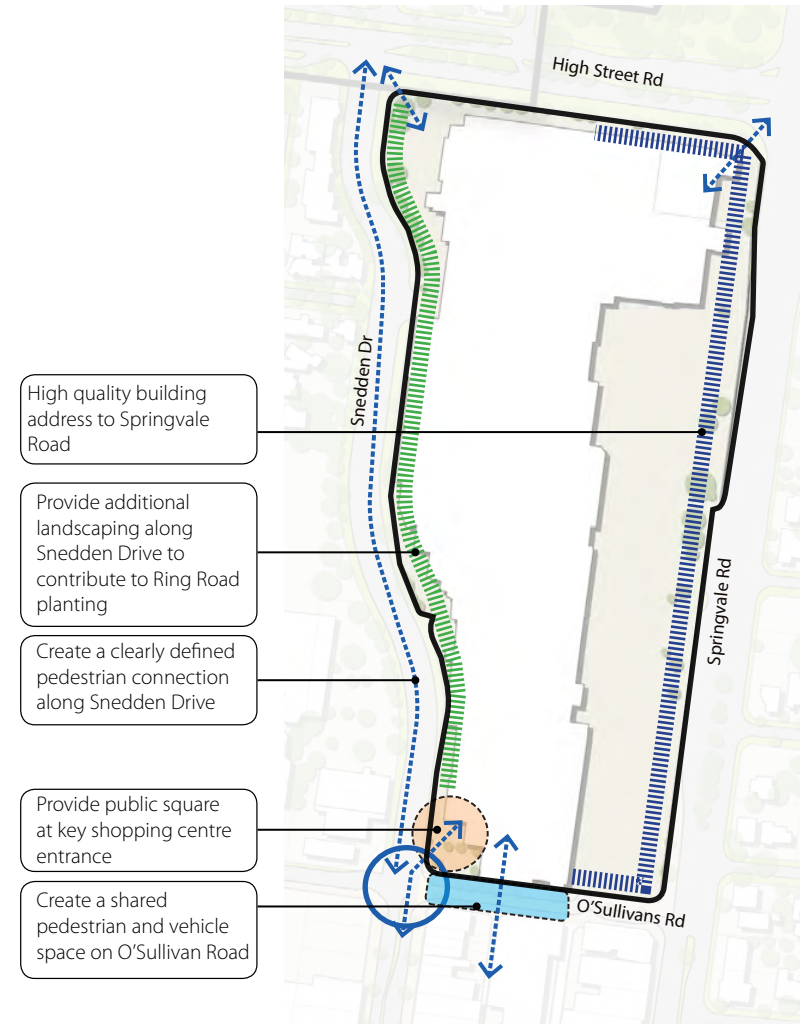 High Street Rd
Snedden Dr
High quality building
address to Springvale
Road
Provide additional
landscaping along
Snedden Drive to
contribute to Ring Road
planting
Springvale Rd
Create a clearly defined
pedestrian connection
along Snedden Drive
Provide public square
at key shopping centre
entrance
Create a shared
pedestrian and vehicle
space on O'Sullivan Road
O'Sullivans Rd